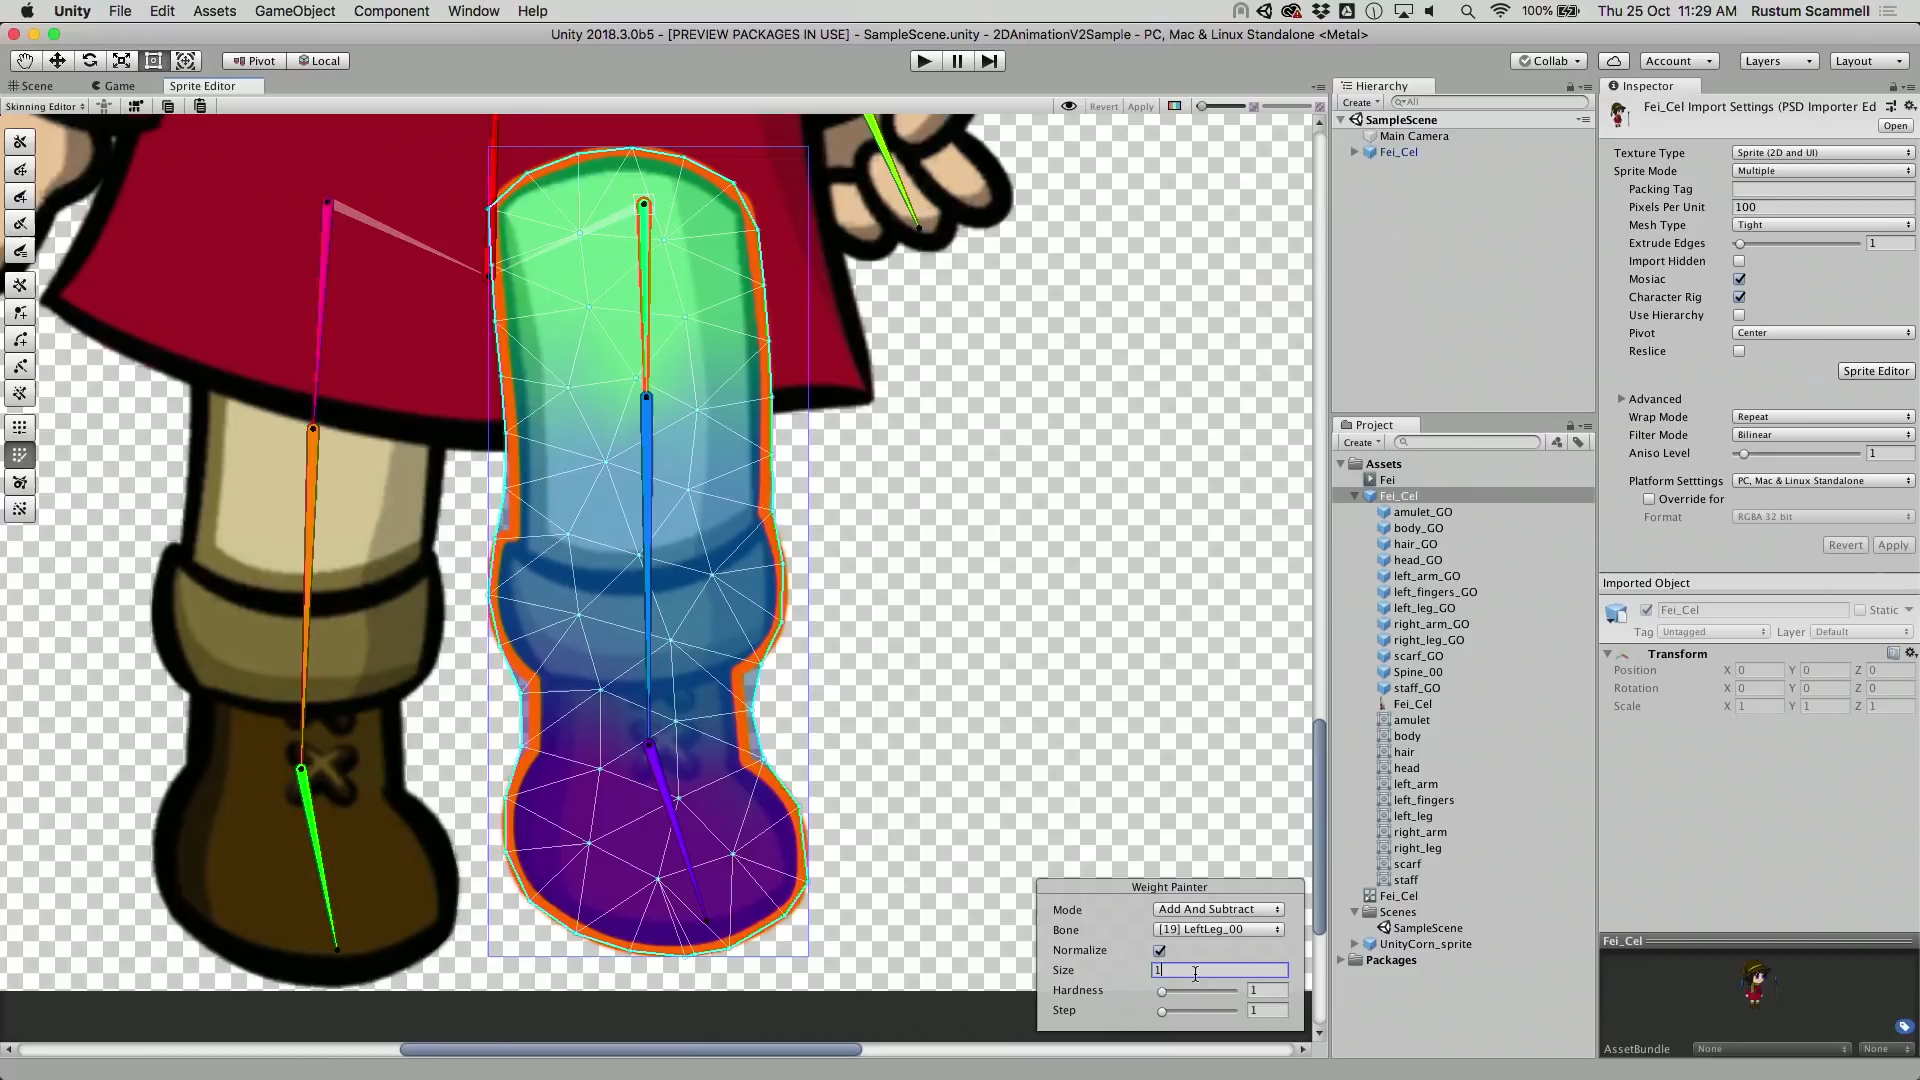 Unity File Edit Assets GameObject Component Window Help 100% Thu 25 Oct 11:29 AM Rustum Scammell
Unity 2018.3.0b5 - [PREVIEW PACKAGES IN USE] - SampleScene.unity - 2DAnimationV2Sample - PC, Mac & Linux Standalone <Metal>
Pivot Local Collab Account Layers Layout
Scene Game Sprite Editor
Skinning Editor Revert Apply
Hierarchy
Create All
SampleScene
Main Camera
Fei_Cel
Project
Create
Assets
Fei
Fei_Cel
amulet_GO
body_GO
hair_GO
head_GO
left_arm_GO
left_fingers_GO
left_leg_GO
right_arm_GO
right_leg_GO
scarf_GO
Spine_00
staff_GO
Fei_Cel
amulet
body
hair
head
left_arm
left_fingers
left_leg
right_arm
right_leg
scarf
staff
Fei_Cel
Scenes
SampleScene
UnityCorn_sprite
Packages
Inspector
Fei_Cel Import Settings (PSD Importer Ed
Open
Texture Type Sprite (2D and UI)
Sprite Mode Multiple
Packing Tag
Pixels Per Unit 100
Mesh Type Tight
Extrude Edges 1
Import Hidden
Mosiac
Character Rig
Use Hierarchy
Pivot Center
Reslice
Sprite Editor
Advanced
Wrap Mode Repeat
Filter Mode Bilinear
Aniso Level 1
Platform Setttings PC, Mac & Linux Standalone
Override for
Format RGBA 32 bit
Revert Apply
Imported Object
Fei_Cel Static
Tag Untagged Layer Default
Transform
Position X 0 Y 0 Z 0
Rotation X 0 Y 0 Z 0
Scale X 1 Y 1 Z 1
Fei_Cel
AssetBundle None None
Weight Painter
Mode Add And Subtract
Bone [19] LeftLeg_00
Normalize
Size 1
Hardness 1
Step 1